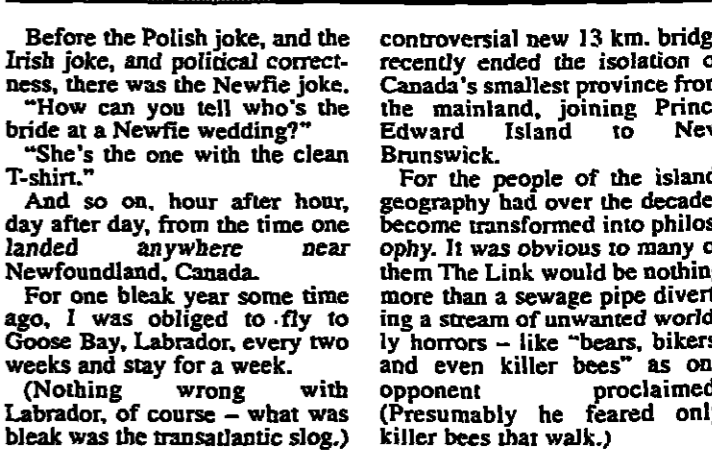 Before the Polish joke, and the
Irish joke, and political correct-
ness, there was the Newfie joke.
"How can you tell who's the
bride at a Newfie wedding?"
"She's the one with the clean
T-shirt."
And so on, hour after hour,
day after day, from the time one
landed anywhere near
Newfoundland, Canada.
For one bleak year some time
ago, I was obliged to fly to
Goose Bay, Labrador, every two
weeks and stay for a week.
(Nothing wrong with
Labrador, of course – what was
bleak was the transatlantic slog.)
controversial new 13 km. bridg
recently ended the isolation o
Canada's smallest province from
the mainland, joining Princ
Edward Island to Nev
Brunswick.
For the people of the island
geography had over the decade
become transformed into philos
ophy. It was obvious to many o
them The Link would be nothin
more than a sewage pipe divert
ing a stream of unwanted world
ly horrors – like "bears, bikers
and even killer bees" as on
opponent proclaimed
(Presumably he feared onl
killer bees that walk.)